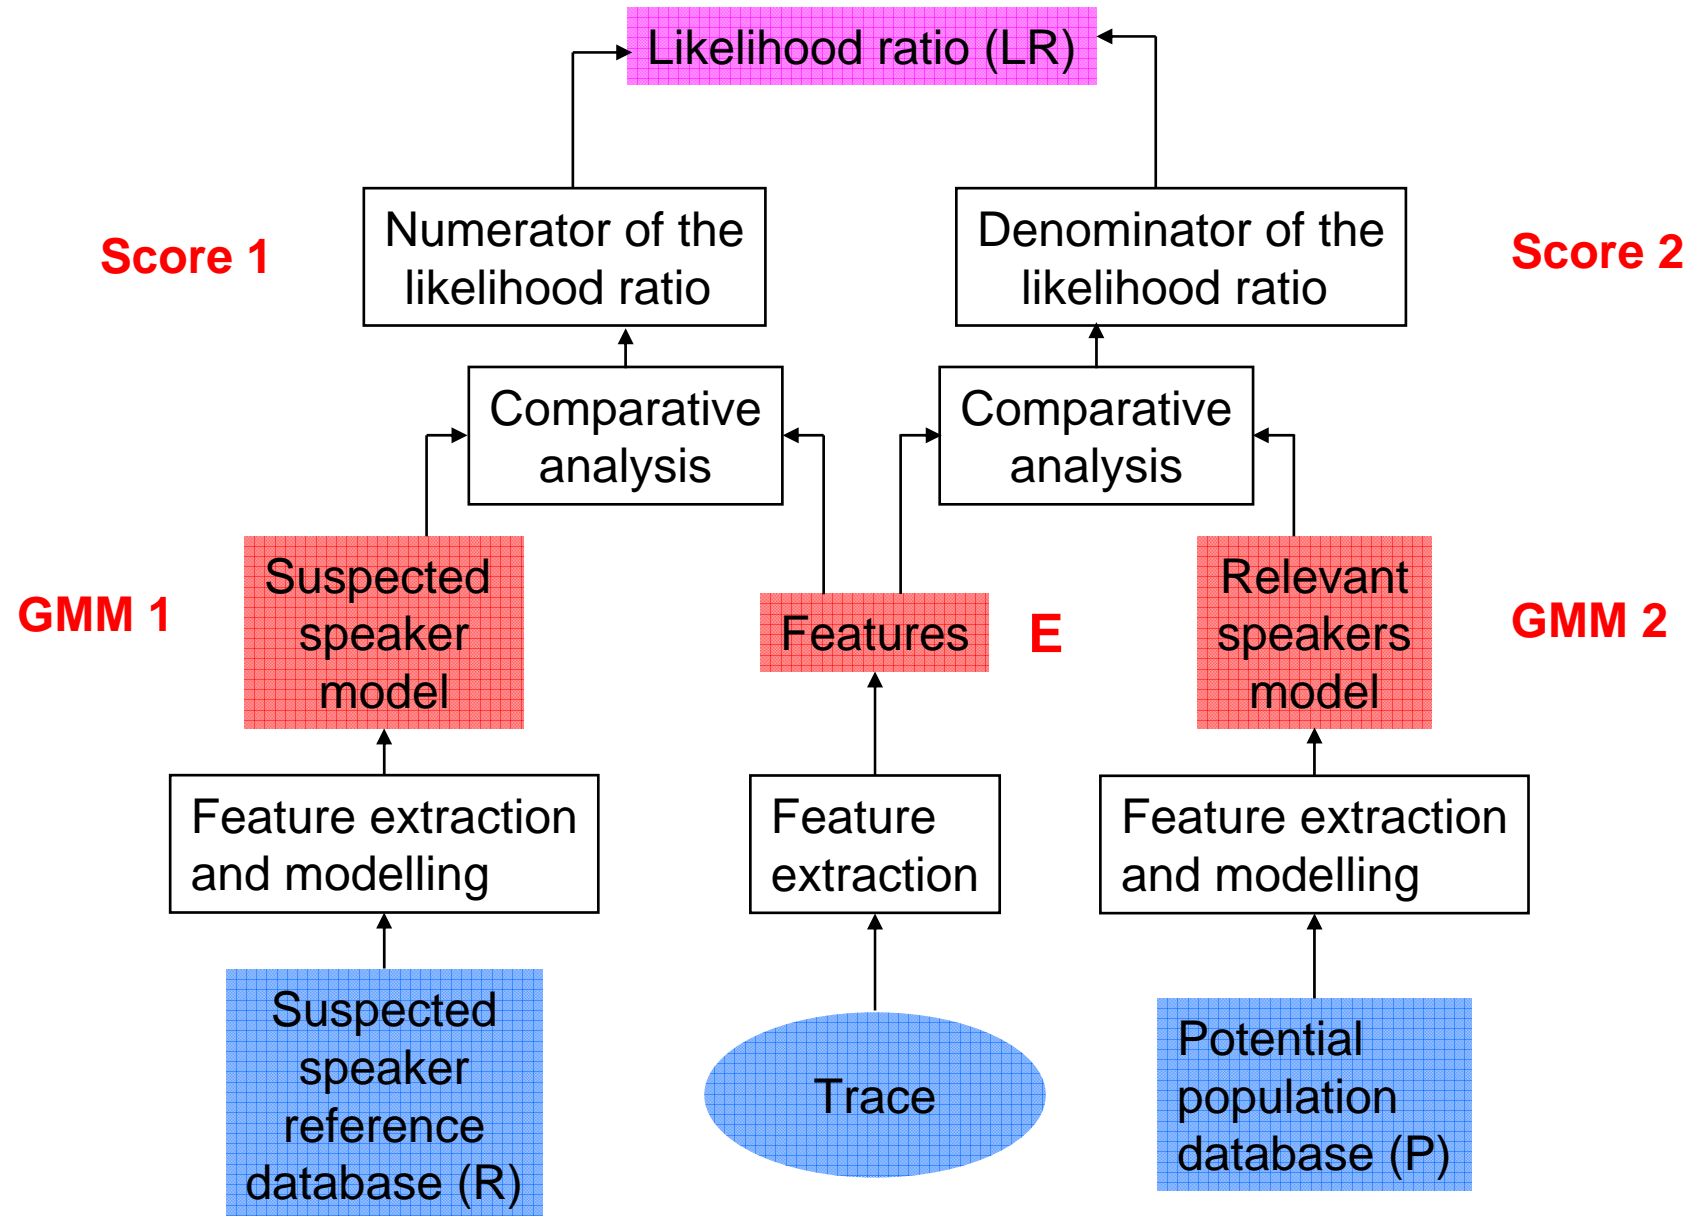 Likelihood ratio (LR)
Score 1
Numerator of the
likelihood ratio
Denominator of the
likelihood ratio
Score 2
Comparative
analysis
Comparative
analysis
GMM 1
Suspected
speaker
model
Features
E
Relevant
speakers
model
GMM 2
Feature extraction
and modelling
Feature
extraction
Feature extraction
and modelling
Suspected
speaker
reference
database (R)
Trace
Potential
population
database (P)